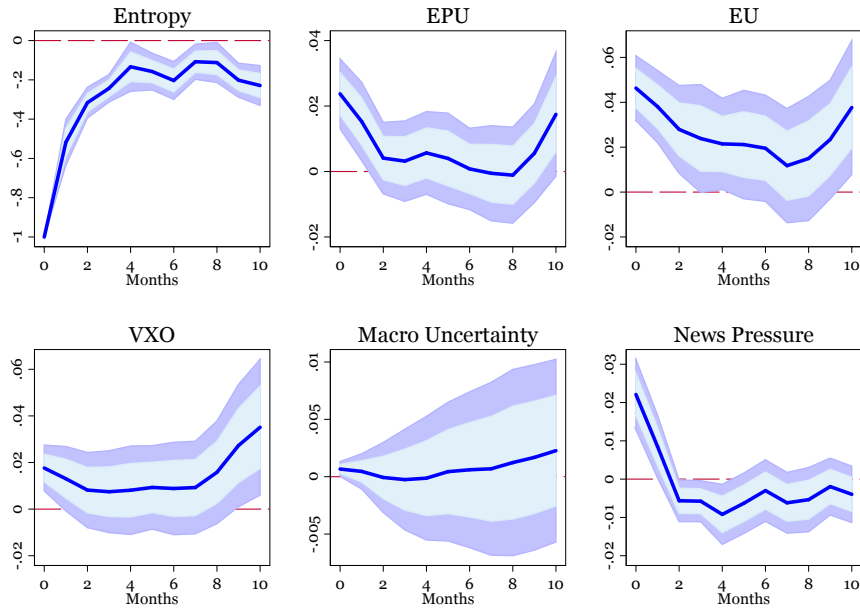 Entropy
0
-.2
-.4
-.6
-.8
-1
0 2 4 6 8 10
Months
EPU
.04
.02
0
-.02
0 2 4 6 8 10
Months
EU
.06
.04
.02
0
-.02
0 2 4 6 8 10
Months
VXO
.06
.04
.02
0
-.02
0 2 4 6 8 10
Months
Macro Uncertainty
.01
.005
0
-.005
0 2 4 6 8 10
Months
News Pressure
.03
.02
.01
0
-.01
-.02
0 2 4 6 8 10
Months